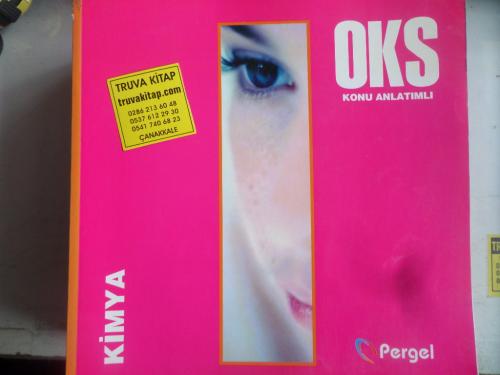 OKS
KONU ANLATIMLI
TRUVA KİTAP
truvakitap.com
0286 213 60 48
0537 612 29 30
0541 740 68 23
ÇANAKKALE
KİMYA
Pergel